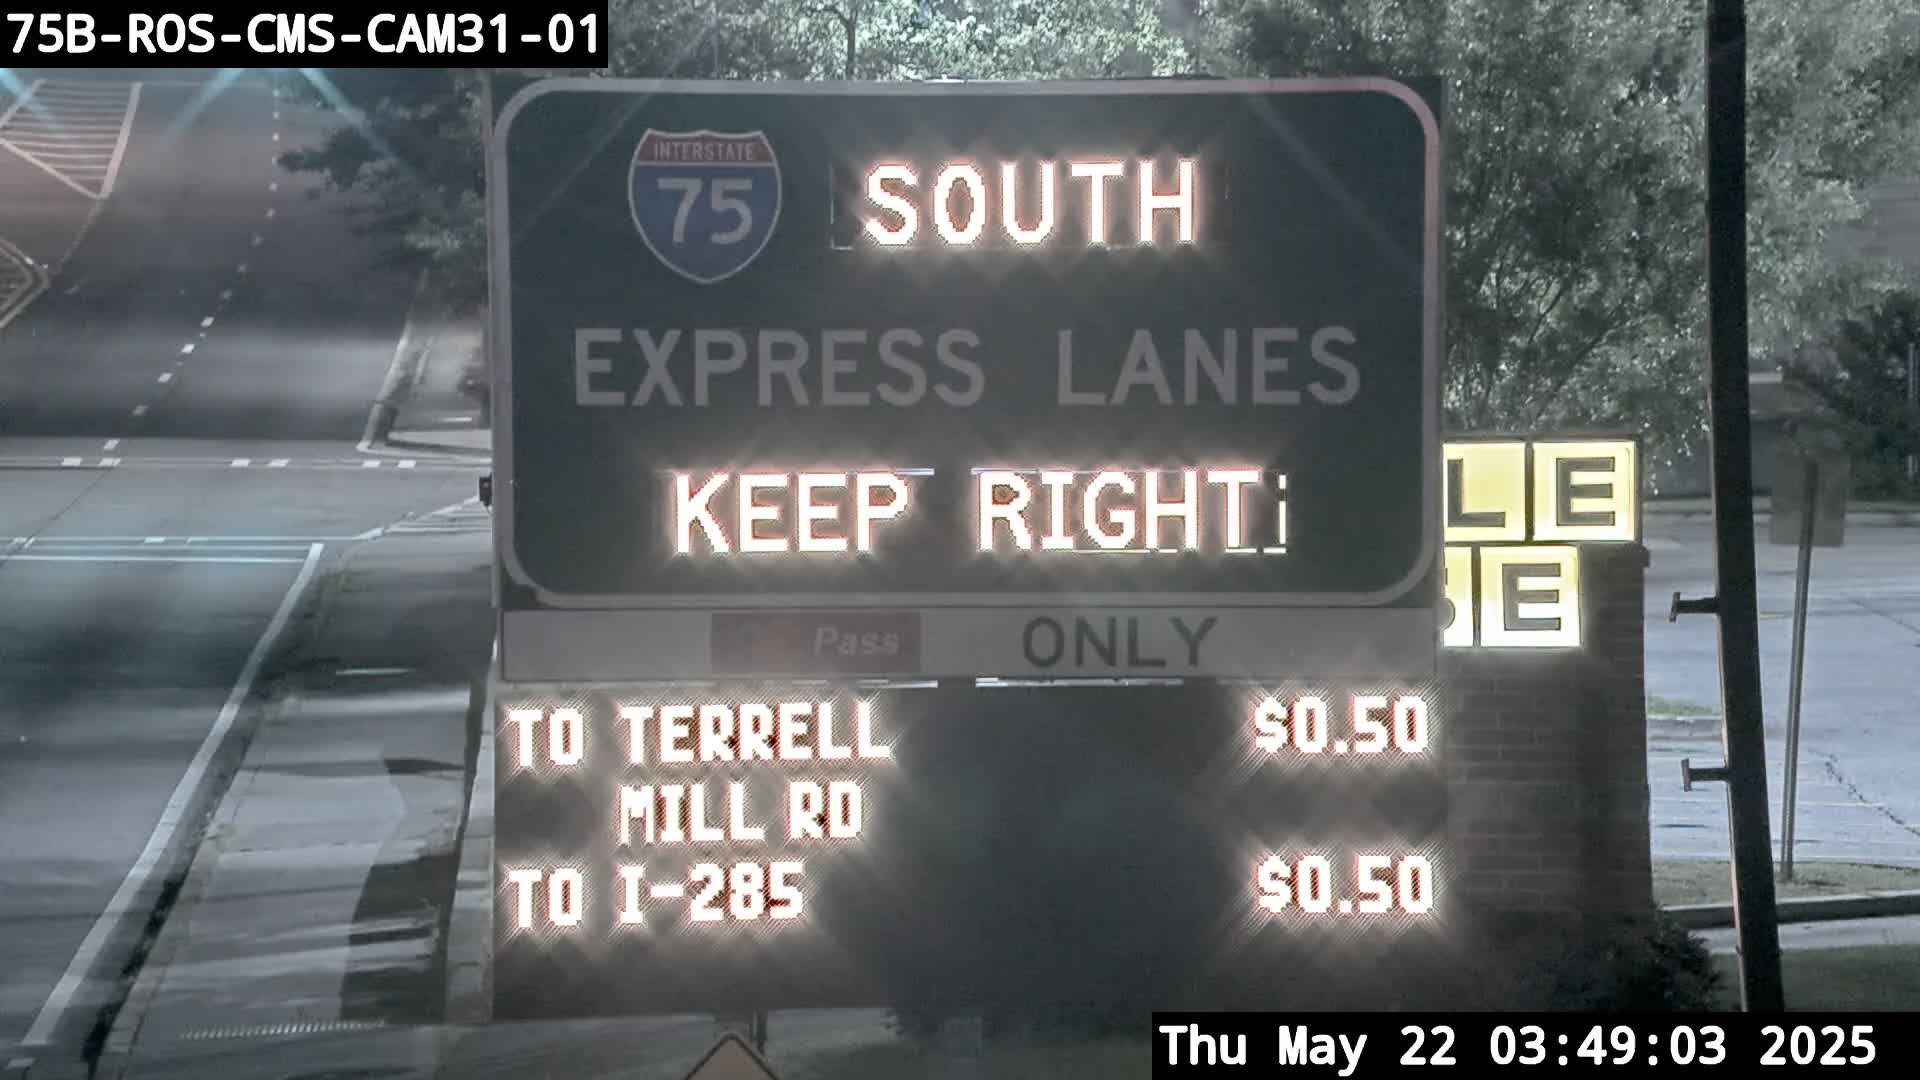 75B-ROS-CMS-CAM31-01
INTERSTATE
75
SOUTH
EXPRESS LANES
KEEP RIGHT
Pass ONLY
TO TERRELL $0.50
MILL RD
TO I-285 $0.50
LE
E
Thu May 22 03:49:03 2025